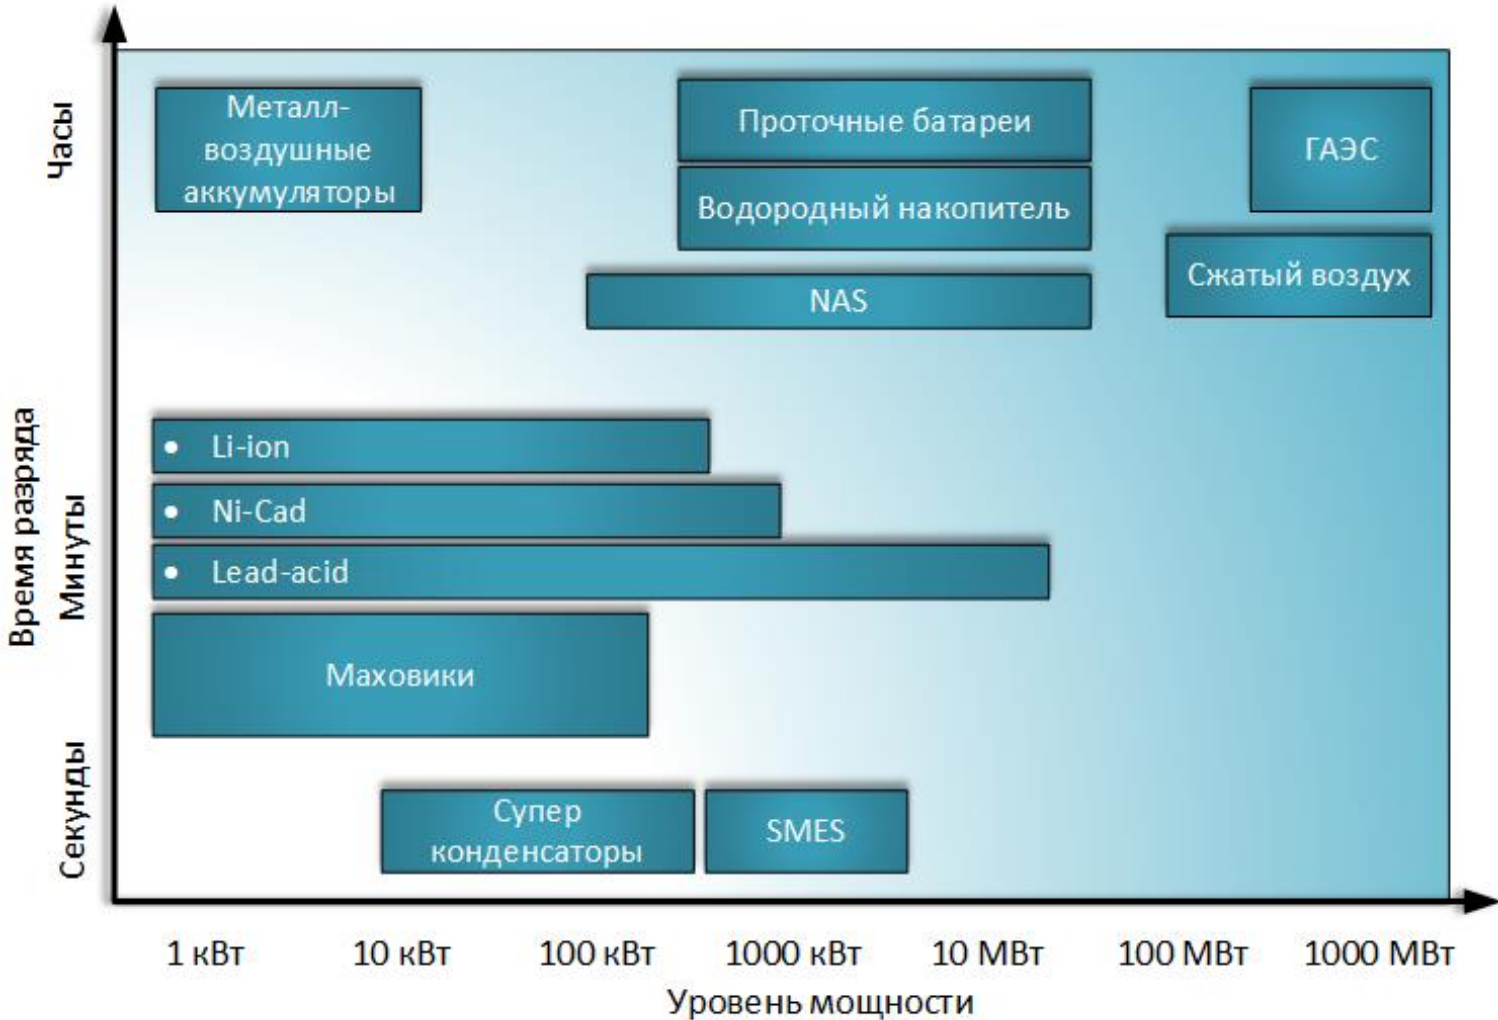 Часы
Металл-
воздушные
аккумуляторы
Проточные батареи
ГАЭС
Водородный накопитель
Сжатый воздух
NAS
Время разряда
Минуты
• Li-ion
• Ni-Cad
• Lead-acid
Маховики
Секунды
Супер
конденсаторы
SMES
1 кВт 10 кВт 100 кВт 1000 кВт 10 МВт 100 МВт 1000 МВт
Уровень мощности